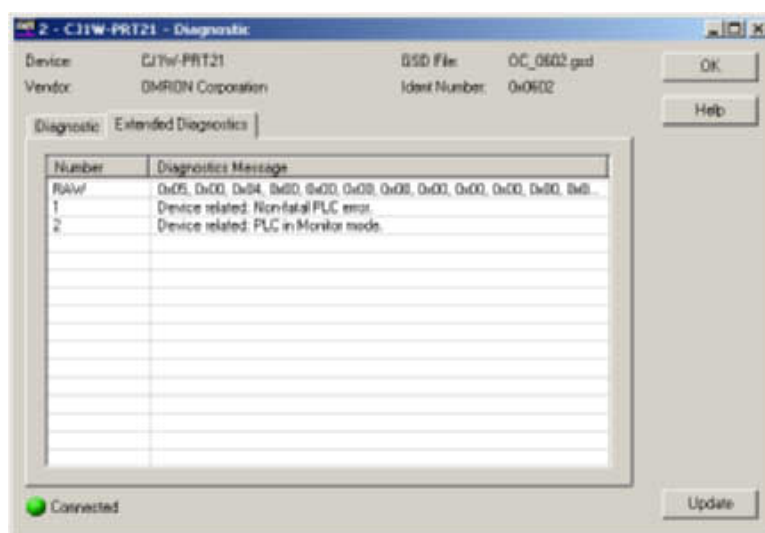 2 - CJ1W-PRT21 - Diagnostic
Device: CJ1W-PRT21 GSD File: OC_0602.gsd OK
Vendor: OMRON Corporation Ident Number: 0x0602
Help
Diagnostic Extended Diagnostics
Number Diagnostics Message
RAW 0x05, 0x00, 0x04, 0x00, 0x00, 0x00, 0x00, 0x00, 0x00, 0x00, 0x00, 0x0...
1 Device related: Non-fatal PLC error.
2 Device related: PLC in Monitor mode.
Connected Update